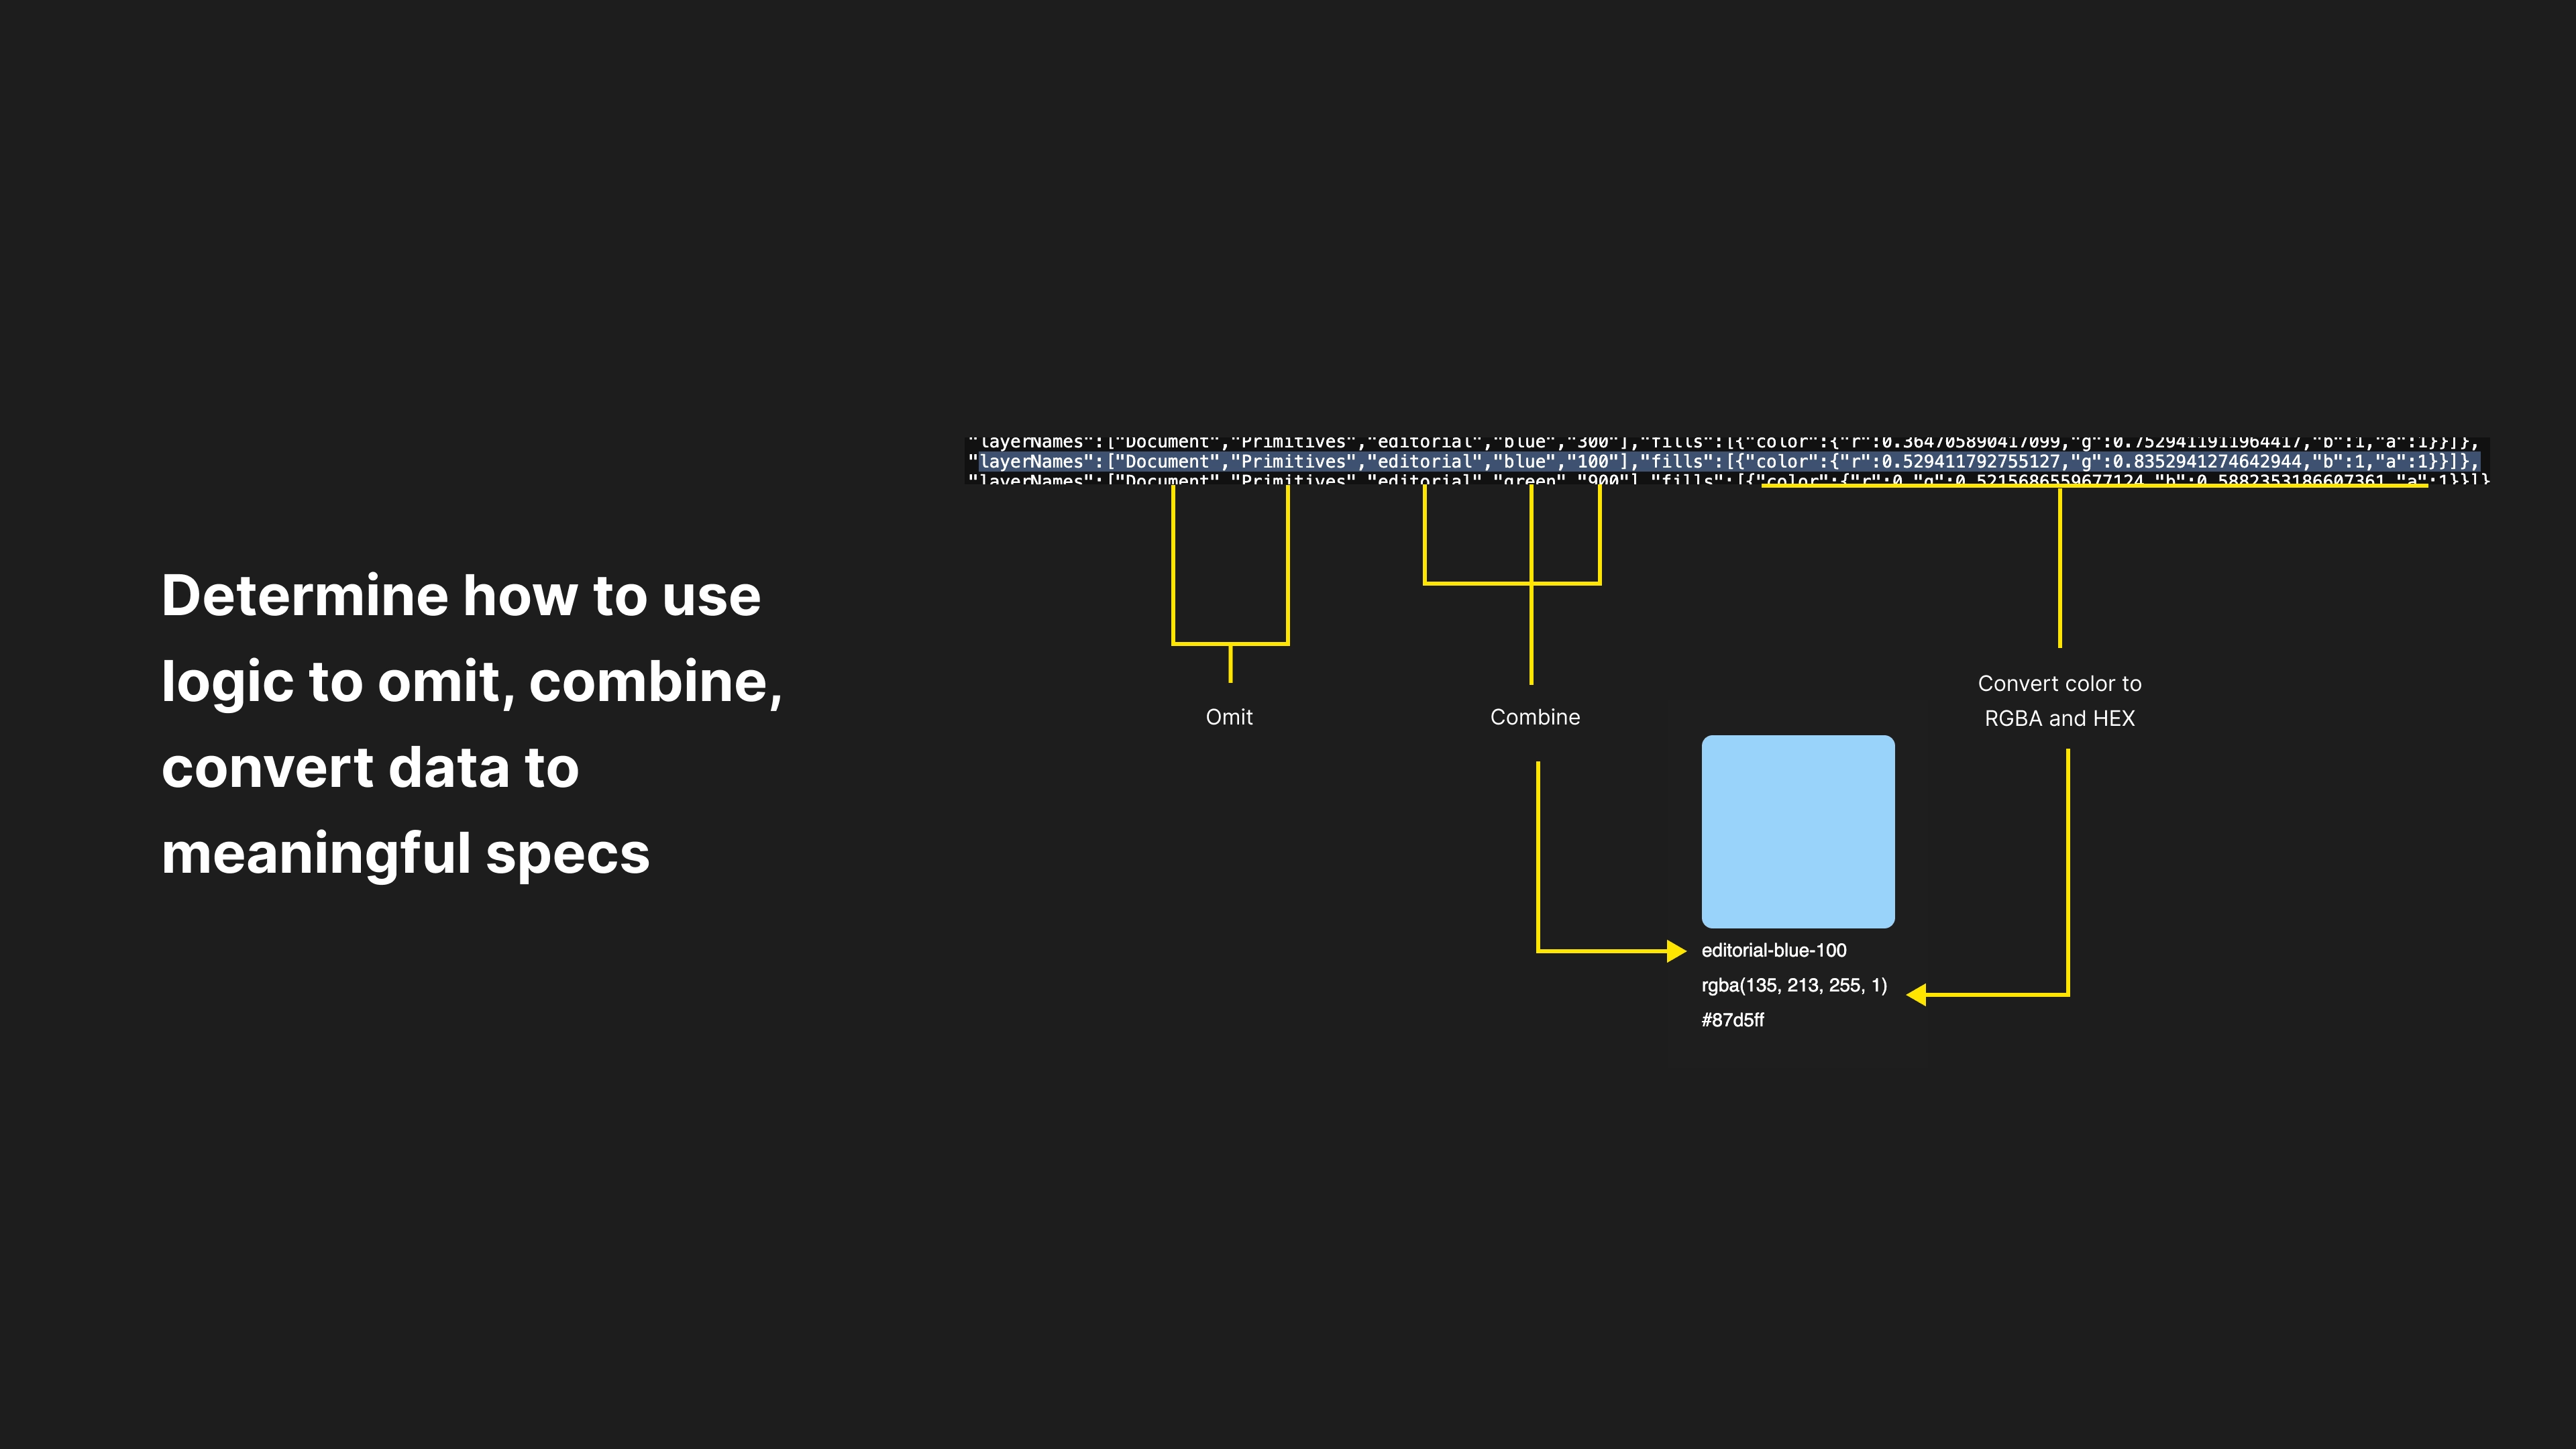 "layerNames":["Document","Primitives","editorial","blue","300"],"fills":[{"color":{"r":0.364705890417099,"g":0.7529411911964417,"b":1,"a":1}}]},
"layerNames":["Document","Primitives","editorial","blue","100"],"fills":[{"color":{"r":0.529411792755127,"g":0.8352941274642944,"b":1,"a":1}}]},
"layerNames":["Document","Primitives","editorial","green","900"],"fills":[{"color":{"r":0,"g":0.5215686559677124,"b":0.5882353186607361,"a":1}}]}
Determine how to use
logic to omit, combine,
convert data to
meaningful specs
Omit
Combine
Convert color to
RGBA and HEX
editorial-blue-100
rgba(135, 213, 255, 1)
#87d5ff